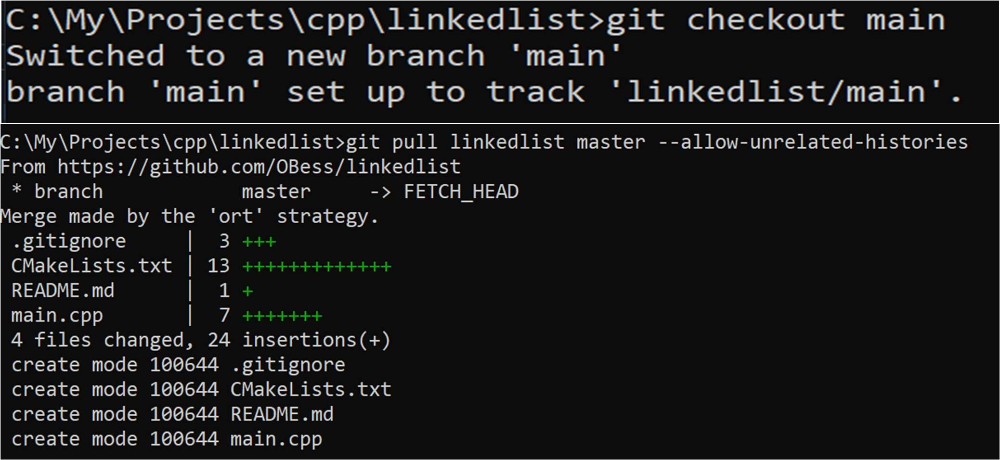 C:\My\Projects\cpp\linkedlist>git checkout main
Switched to a new branch 'main'
branch 'main' set up to track 'linkedlist/main'.
C:\My\Projects\cpp\linkedlist>git pull linkedlist master --allow-unrelated-histories
From https://github.com/OBess/linkedlist
 * branch            master     -> FETCH_HEAD
Merge made by the 'ort' strategy.
 .gitignore     |  3 +++
 CMakeLists.txt | 13 +++++++++++++
 README.md      |  1 +
 main.cpp       |  7 +++++++
 4 files changed, 24 insertions(+)
 create mode 100644 .gitignore
 create mode 100644 CMakeLists.txt
 create mode 100644 README.md
 create mode 100644 main.cpp